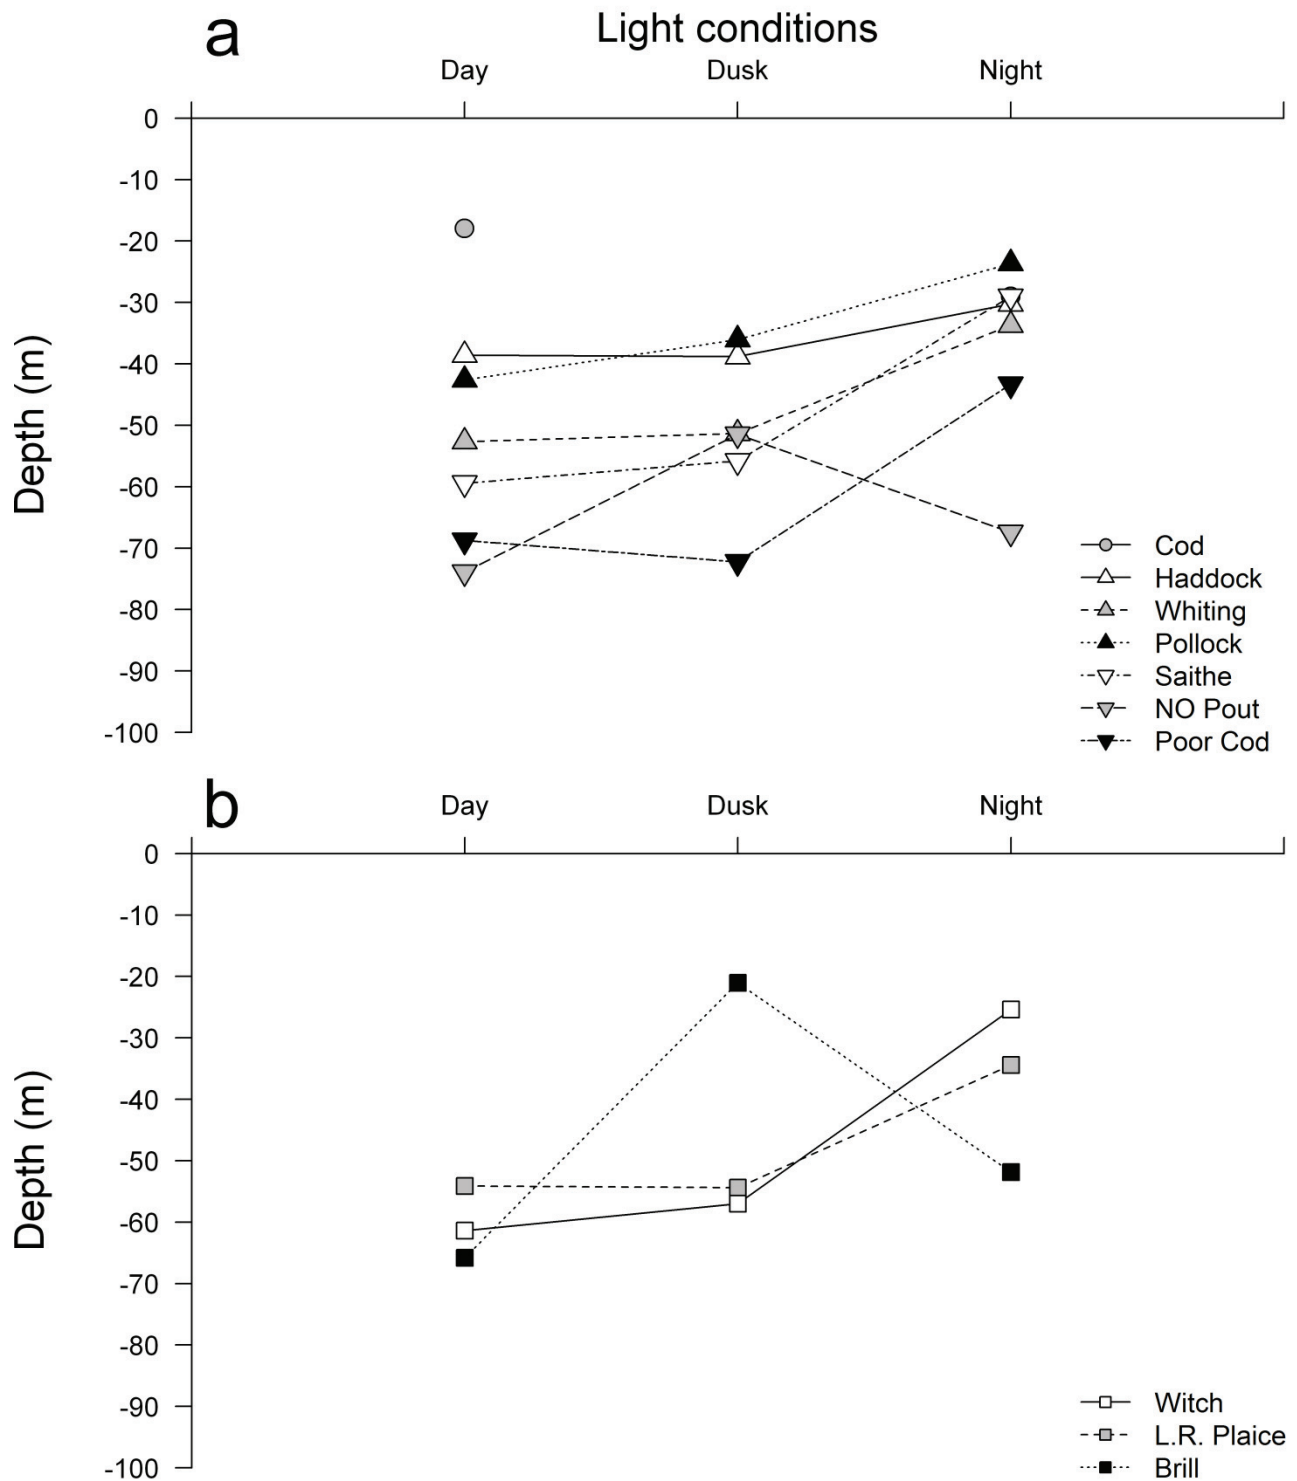 a
Light conditions
Day Dusk Night
0
-10
-20
-30
-40
-50
-60
-70
-80
-90
-100
Depth (m)
Cod
Haddock
Whiting
Pollock
Saithe
NO Pout
Poor Cod
b
Day Dusk Night
0
-10
-20
-30
-40
-50
-60
-70
-80
-90
-100
Depth (m)
Witch
L.R. Plaice
Brill